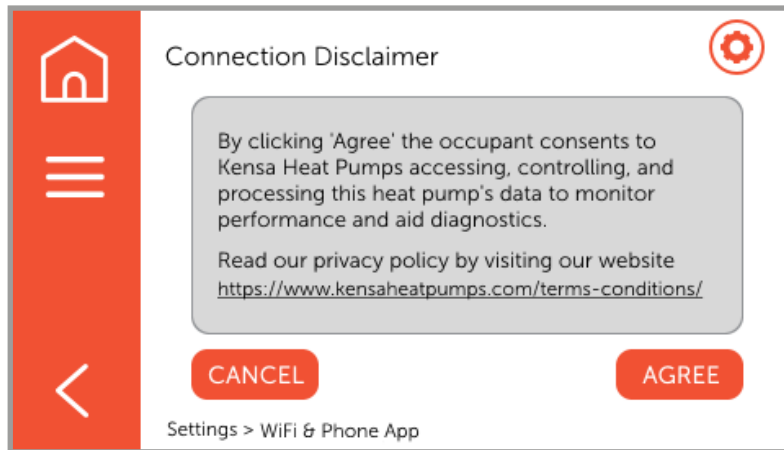 Connection Disclaimer
By clicking 'Agree' the occupant consents to
Kensa Heat Pumps accessing, controlling, and
processing this heat pump's data to monitor
performance and aid diagnostics.
Read our privacy policy by visiting our website
https://www.kensaheatpumps.com/terms-conditions/
CANCEL
AGREE
Settings > WiFi & Phone App